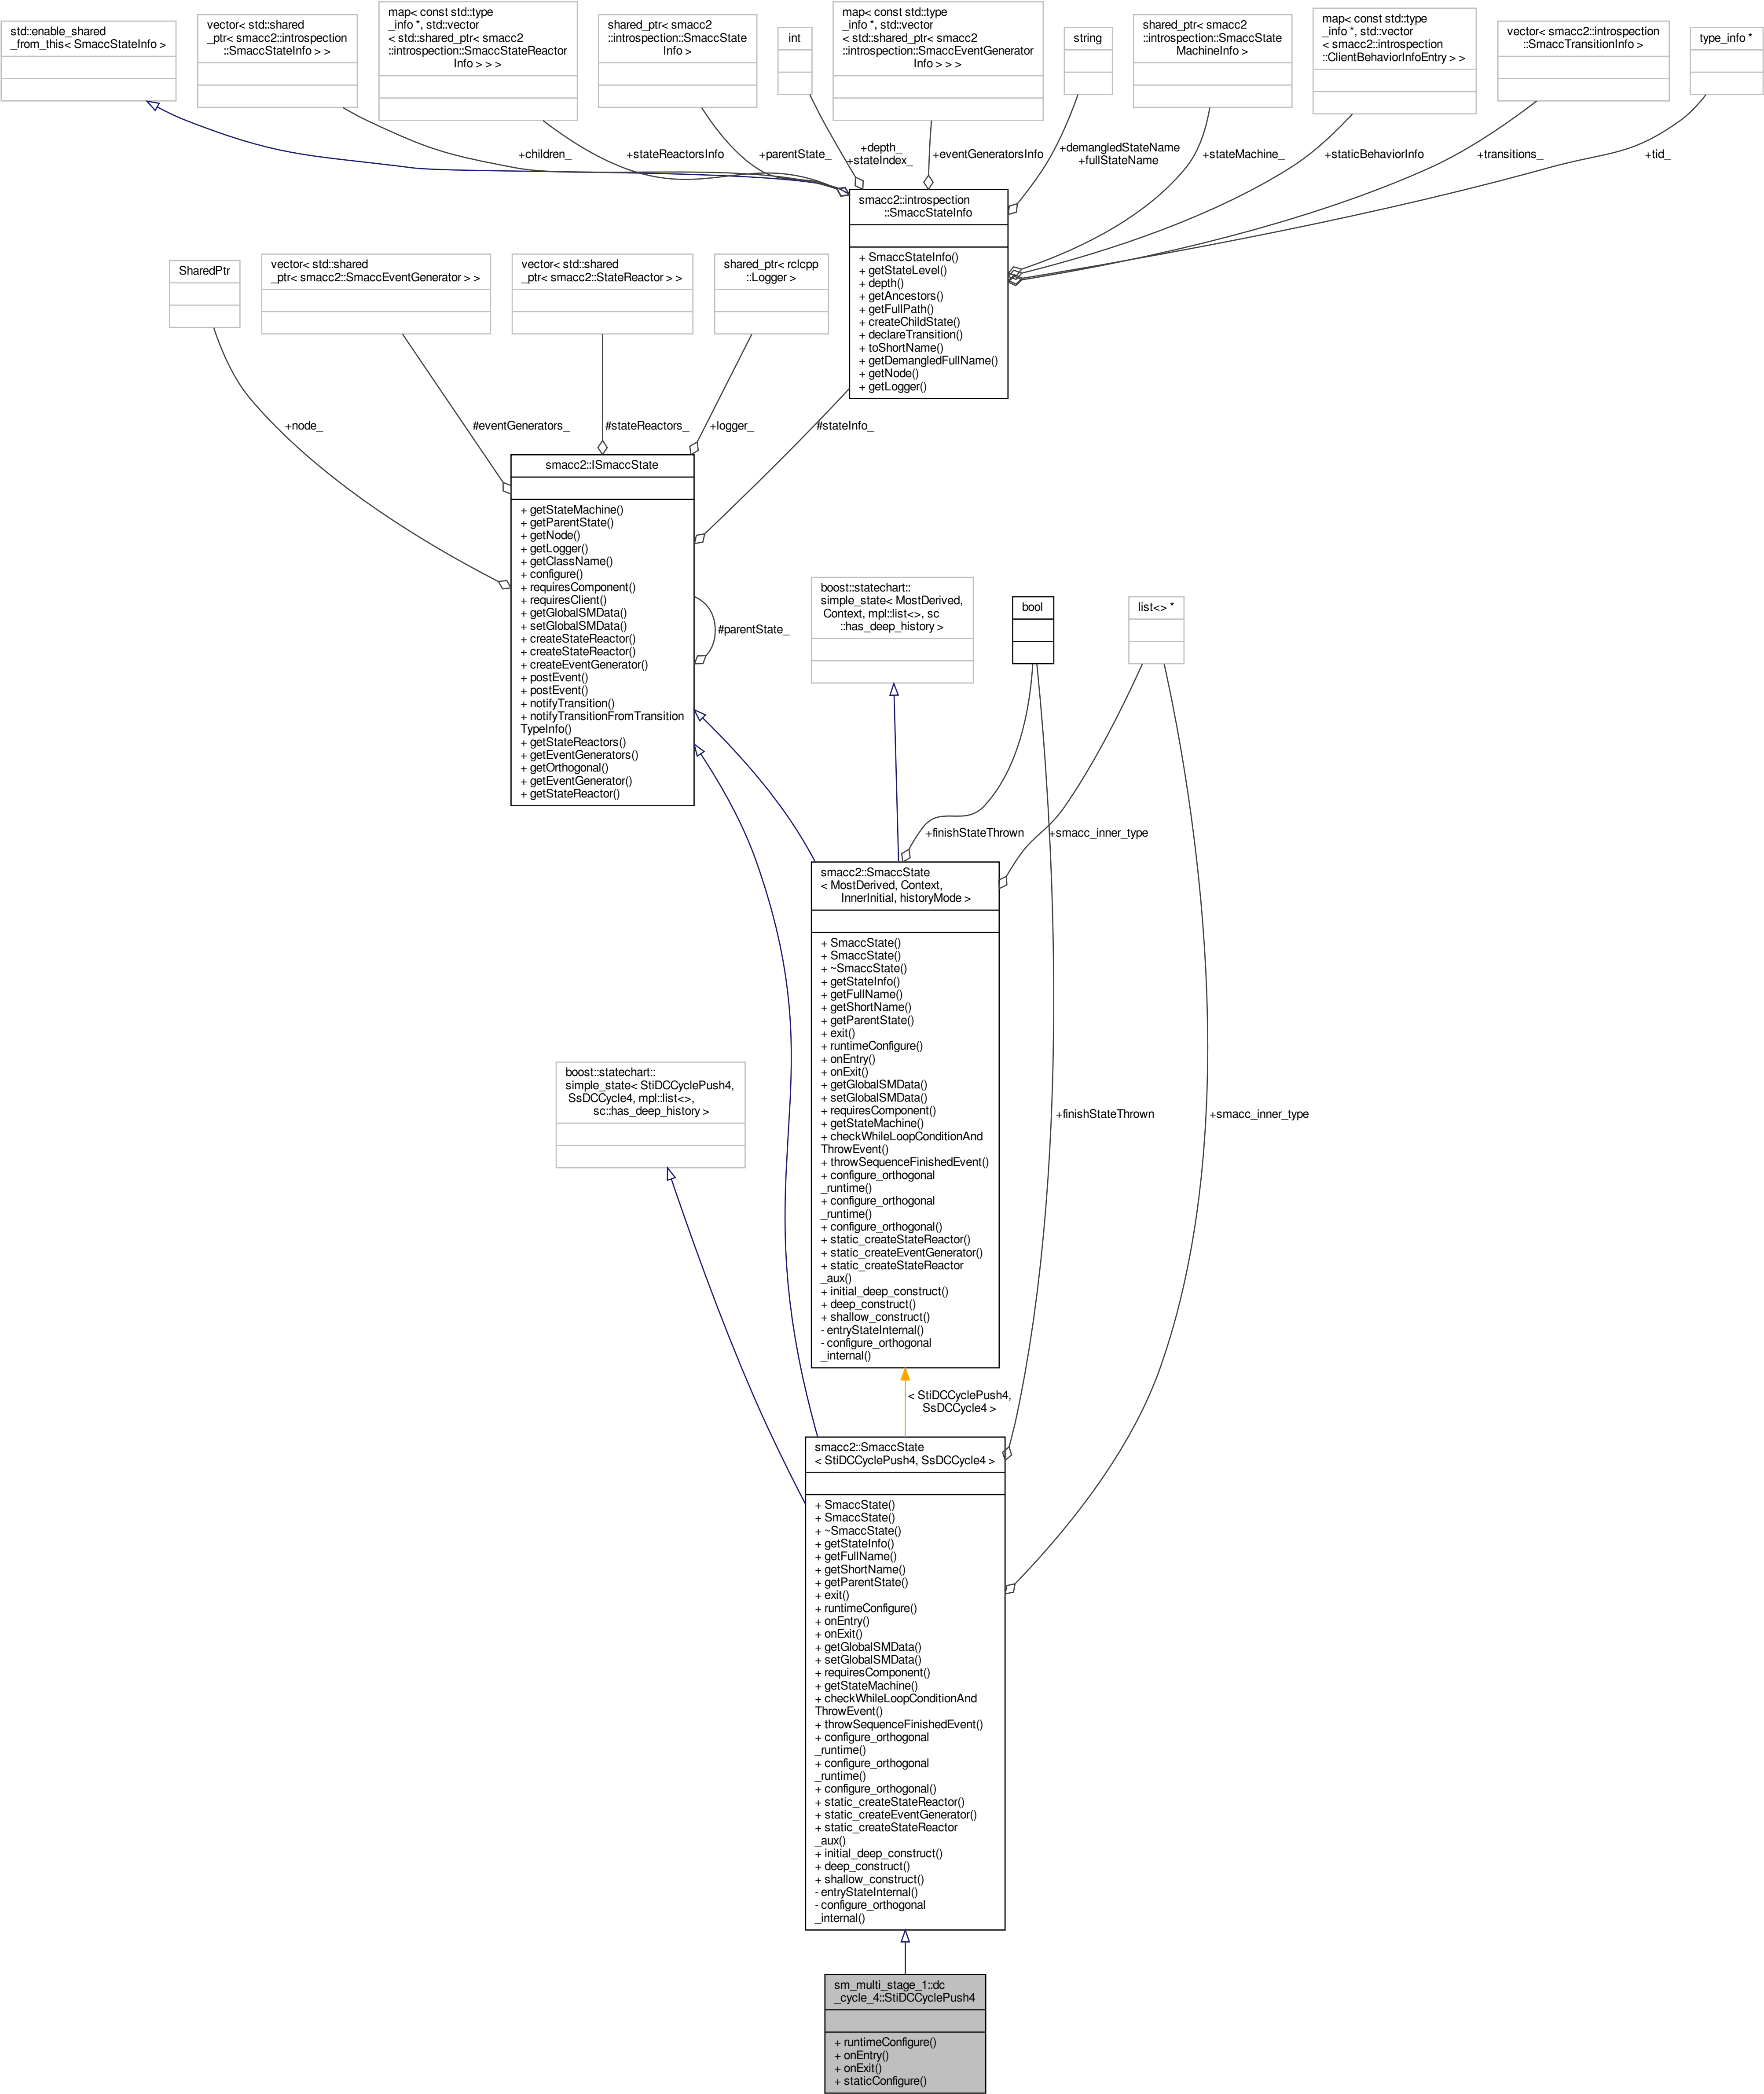 std::enable_shared
_from_this< SmaccStateInfo >
vector< std::shared
_ptr< smacc2::introspection
::SmaccStateInfo > >
map< const std::type
_info *, std::vector
< std::shared_ptr< smacc2
::introspection::SmaccStateReactor
Info > > >
shared_ptr< smacc2
::introspection::SmaccState
Info >
int
map< const std::type
_info *, std::vector
< std::shared_ptr< smacc2
::introspection::SmaccEventGenerator
Info > > >
string
shared_ptr< smacc2
::introspection::SmaccState
MachineInfo >
map< const std::type
_info *, std::vector
< smacc2::introspection
::ClientBehaviorInfoEntry > >
vector< smacc2::introspection
::SmaccTransitionInfo >
type_info *
+children_
+stateReactorsInfo
+parentState_
+depth_
+stateIndex_
+eventGeneratorsInfo
+demangledStateName
+fullStateName
+stateMachine_
+staticBehaviorInfo
+transitions_
+tid_
smacc2::introspection
::SmaccStateInfo
+ SmaccStateInfo()
+ getStateLevel()
+ depth()
+ getAncestors()
+ getFullPath()
+ createChildState()
+ declareTransition()
+ toShortName()
+ getDemangledFullName()
+ getNode()
+ getLogger()
SharedPtr
vector< std::shared
_ptr< smacc2::SmaccEventGenerator > >
vector< std::shared
_ptr< smacc2::StateReactor > >
shared_ptr< rclcpp
::Logger >
+node_
#eventGenerators_
#stateReactors_
+logger_
#stateInfo_
smacc2::ISmaccState
+ getStateMachine()
+ getParentState()
+ getNode()
+ getLogger()
+ getClassName()
+ configure()
+ requiresComponent()
+ requiresClient()
+ getGlobalSMData()
+ setGlobalSMData()
+ createStateReactor()
+ createStateReactor()
+ createEventGenerator()
+ postEvent()
+ postEvent()
+ notifyTransition()
+ notifyTransitionFromTransition
TypeInfo()
+ getStateReactors()
+ getEventGenerators()
+ getOrthogonal()
+ getEventGenerator()
+ getStateReactor()
#parentState_
boost::statechart::
simple_state< MostDerived,
Context, mpl::list<>, sc
::has_deep_history >
bool
list<> *
+finishStateThrown
+smacc_inner_type
smacc2::SmaccState
< MostDerived, Context,
InnerInitial, historyMode >
+ SmaccState()
+ SmaccState()
+ ~SmaccState()
+ getStateInfo()
+ getFullName()
+ getShortName()
+ getParentState()
+ exit()
+ runtimeConfigure()
+ onEntry()
+ onExit()
+ getGlobalSMData()
+ setGlobalSMData()
+ requiresComponent()
+ getStateMachine()
+ checkWhileLoopConditionAnd
ThrowEvent()
+ throwSequenceFinishedEvent()
+ configure_orthogonal
_runtime()
+ configure_orthogonal
_runtime()
+ configure_orthogonal()
+ static_createStateReactor()
+ static_createEventGenerator()
+ static_createStateReactor
_aux()
+ initial_deep_construct()
+ deep_construct()
+ shallow_construct()
- entryStateInternal()
- configure_orthogonal
_internal()
boost::statechart::
simple_state< StiDCCyclePush4,
SsDCCycle4, mpl::list<>,
sc::has_deep_history >
+finishStateThrown
+smacc_inner_type
< StiDCCyclePush4,
SsDCCycle4 >
smacc2::SmaccState
< StiDCCyclePush4, SsDCCycle4 >
+ SmaccState()
+ SmaccState()
+ ~SmaccState()
+ getStateInfo()
+ getFullName()
+ getShortName()
+ getParentState()
+ exit()
+ runtimeConfigure()
+ onEntry()
+ onExit()
+ getGlobalSMData()
+ setGlobalSMData()
+ requiresComponent()
+ getStateMachine()
+ checkWhileLoopConditionAnd
ThrowEvent()
+ throwSequenceFinishedEvent()
+ configure_orthogonal
_runtime()
+ configure_orthogonal
_runtime()
+ configure_orthogonal()
+ static_createStateReactor()
+ static_createEventGenerator()
+ static_createStateReactor
_aux()
+ initial_deep_construct()
+ deep_construct()
+ shallow_construct()
- entryStateInternal()
- configure_orthogonal
_internal()
sm_multi_stage_1::dc
_cycle_4::StiDCCyclePush4
+ runtimeConfigure()
+ onEntry()
+ onExit()
+ staticConfigure()